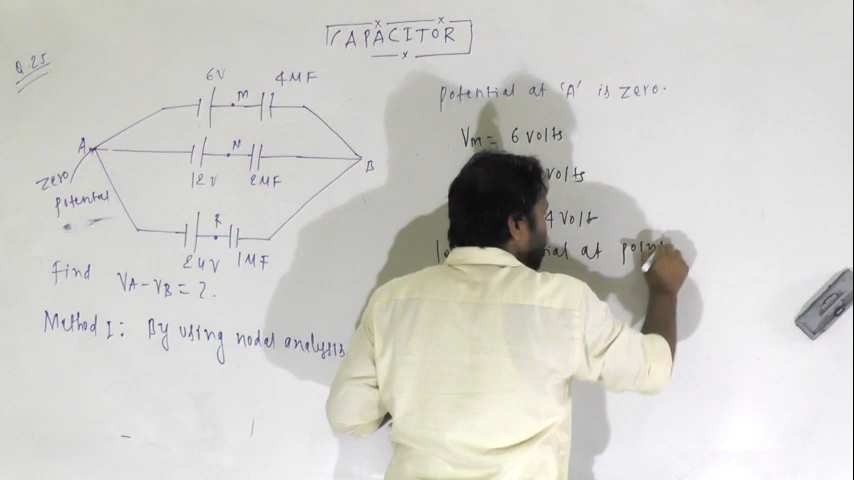 CAPACITOR
Q.25
6V
4MF
M
A
N
B
12V
2MF
Zero
potential
R
24V
1MF
Find VA-VB=?.
Method I: By using nodal analysis
potential at 'A' is zero.
VM = 6 volts
volts
4 volt
at point